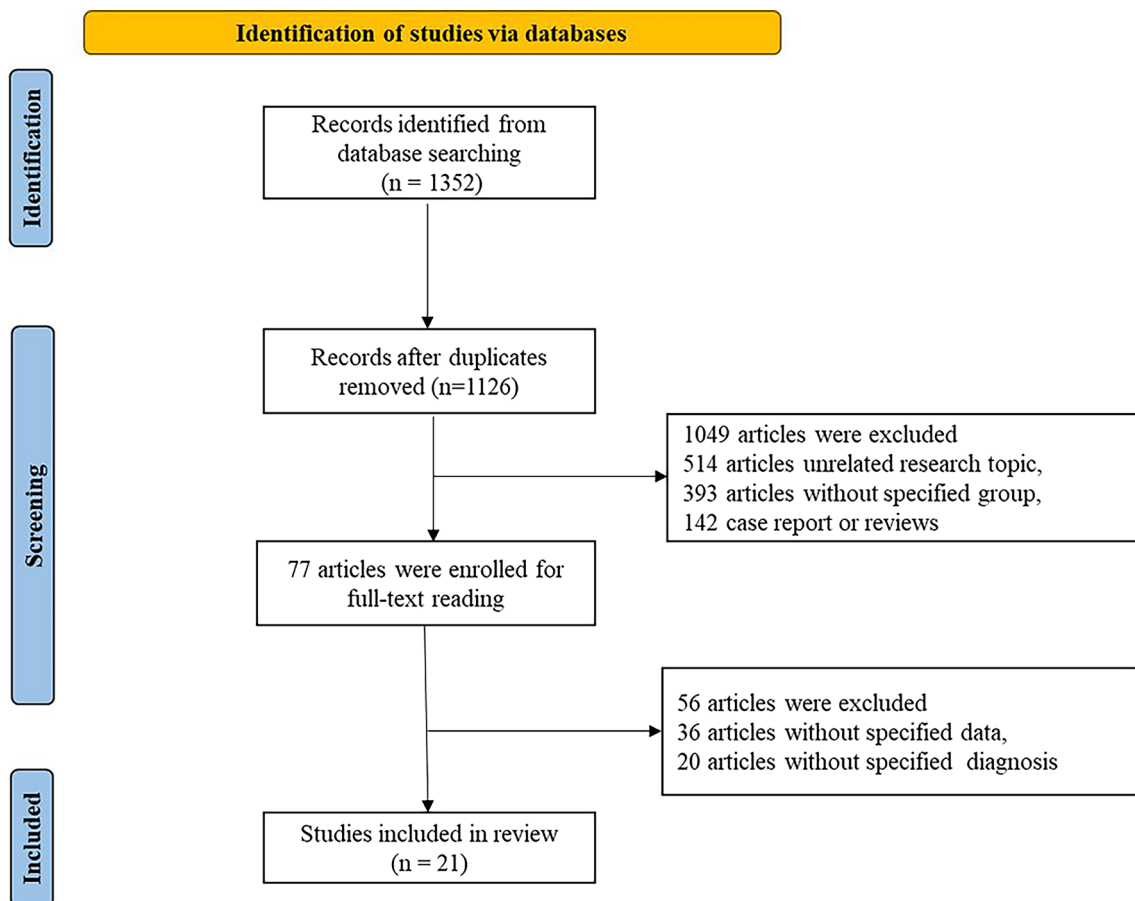 Identification of studies via databases
Identification
Records identified from
database searching
(n = 1352)
Screening
Records after duplicates
removed (n=1126)
1049 articles were excluded
514 articles unrelated research topic,
393 articles without specified group,
142 case report or reviews
77 articles were enrolled for
full-text reading
56 articles were excluded
36 articles without specified data,
20 articles without specified diagnosis
Included
Studies included in review
(n = 21)